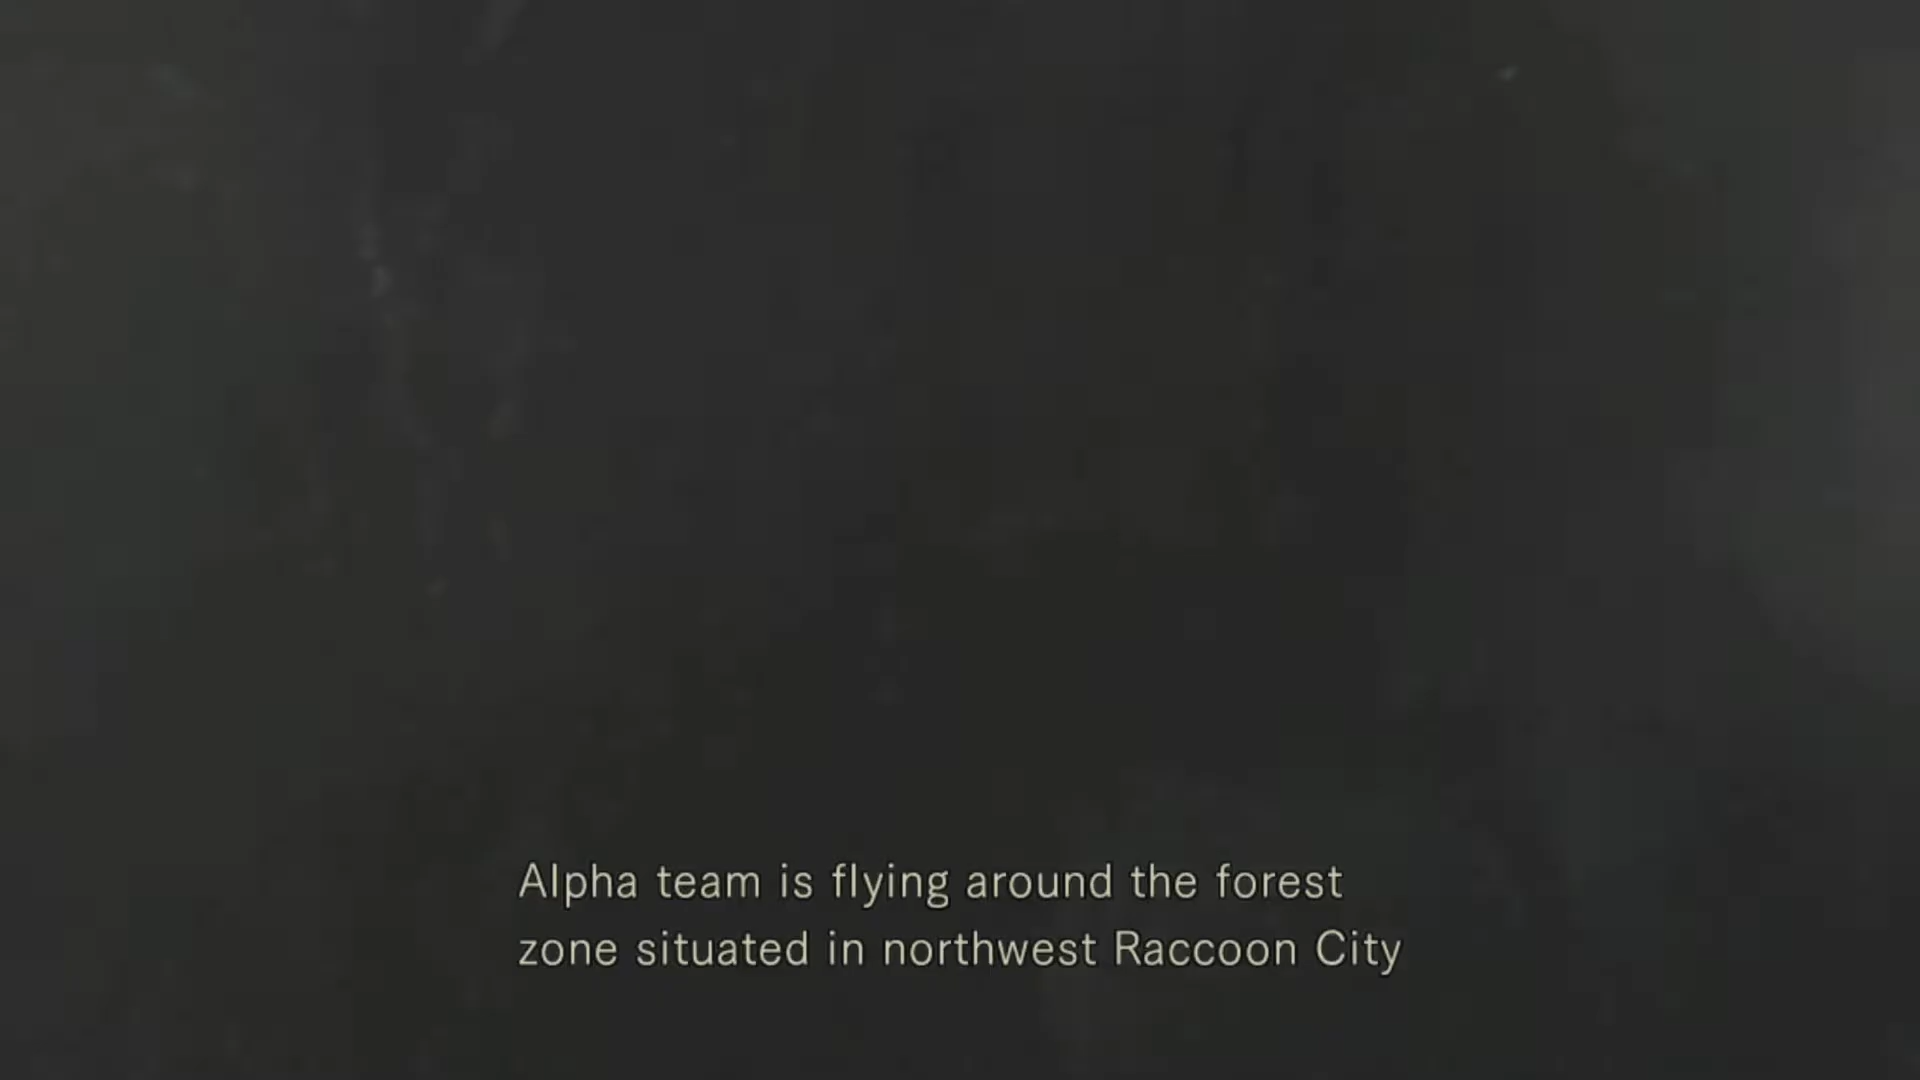 Alpha team is flying around the forest
zone situated in northwest Raccoon City